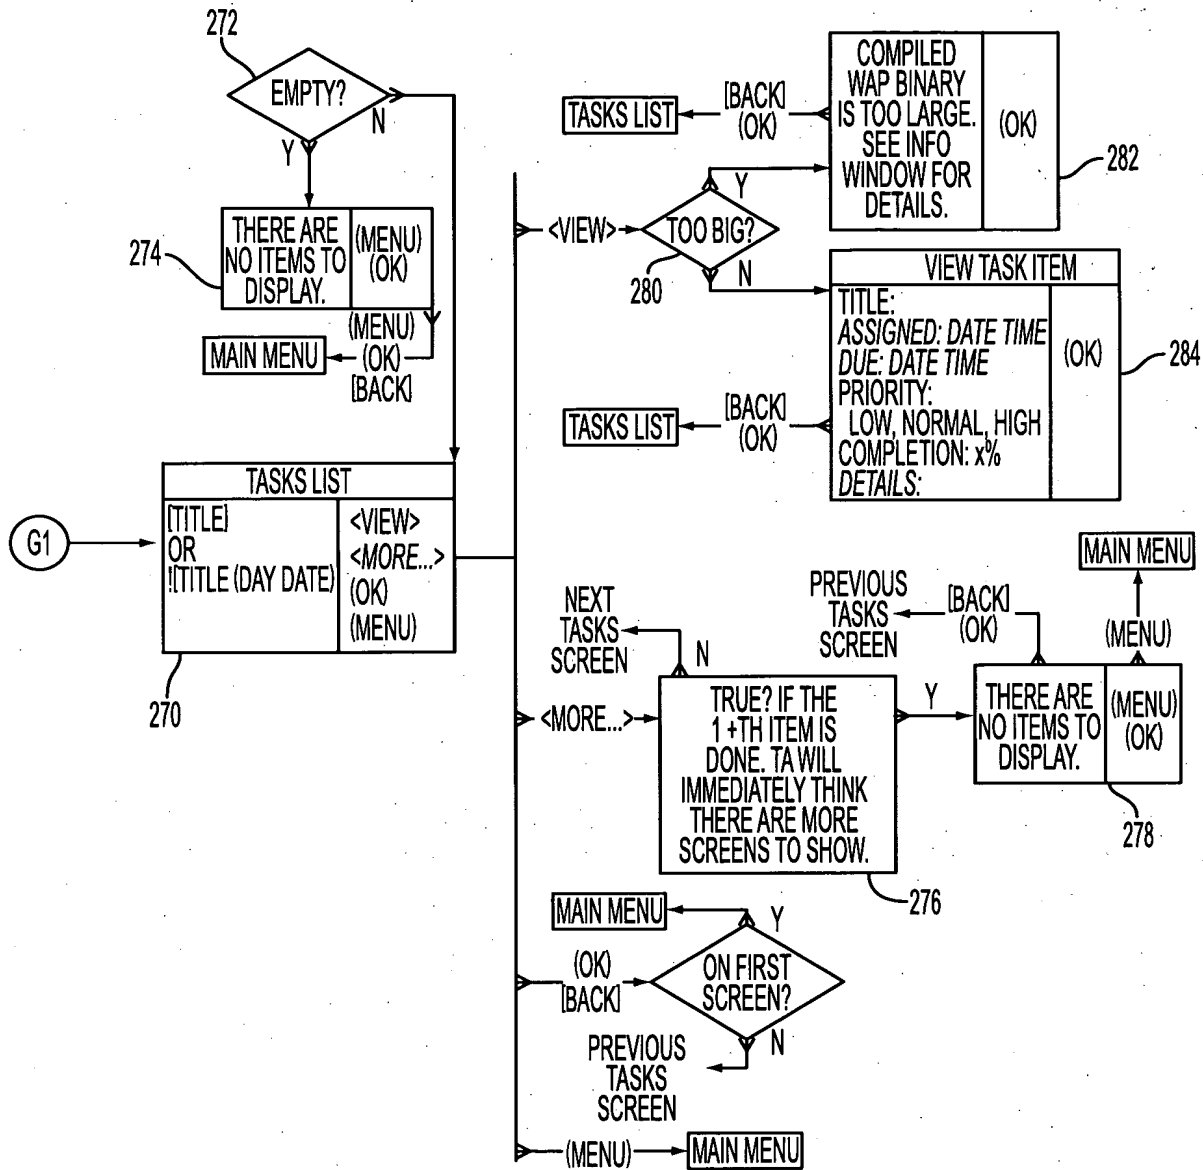 272
EMPTY?
N
Y
274
THERE ARE
NO ITEMS TO
DISPLAY.
(MENU)
(OK)
(MENU)
(OK)
[BACK]
MAIN MENU
G1
TASKS LIST
[TITLE]
OR
![TITLE (DAY DATE)
<VIEW>
<MORE...>
(OK)
(MENU)
270
<VIEW>
TOO BIG?
280
Y
N
COMPILED
WAP BINARY
IS TOO LARGE.
SEE INFO
WINDOW FOR
DETAILS.
(OK)
282
[BACK]
(OK)
TASKS LIST
VIEW TASK ITEM
TITLE:
ASSIGNED: DATE TIME
DUE: DATE TIME
PRIORITY:
LOW, NORMAL, HIGH
COMPLETION: x%
DETAILS:
(OK)
284
[BACK]
(OK)
TASKS LIST
<MORE...>
NEXT
TASKS
SCREEN
N
TRUE? IF THE
1 +TH ITEM IS
DONE. TA WILL
IMMEDIATELY THINK
THERE ARE MORE
SCREENS TO SHOW.
276
Y
THERE ARE
NO ITEMS TO
DISPLAY.
(MENU)
(OK)
278
[BACK]
(OK)
PREVIOUS
TASKS
SCREEN
(MENU)
MAIN MENU
(OK)
[BACK]
ON FIRST
SCREEN?
Y
MAIN MENU
N
PREVIOUS
TASKS
SCREEN
(MENU)
MAIN MENU